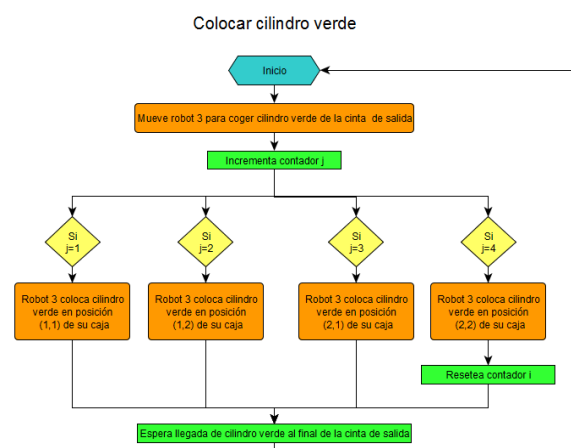 Colocar cilindro verde
Inicio
Mueve robot 3 para coger cilindro verde de la cinta de salida
Incrementa contador j
Si
j=1
Si
j=2
Si
j=3
Si
j=4
Robot 3 coloca cilindro
verde en posición
(1,1) de su caja
Robot 3 coloca cilindro
verde en posición
(1,2) de su caja
Robot 3 coloca cilindro
verde en posición
(2,1) de su caja
Robot 3 coloca cilindro
verde en posición
(2,2) de su caja
Resetea contador i
Espera llegada de cilindro verde al final de la cinta de salida